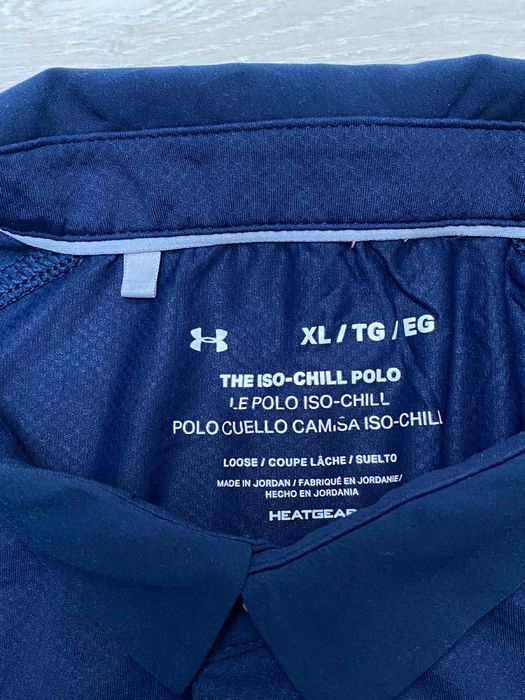 XL / TG / EG
THE ISO-CHILL POLO
LE POLO ISO-CHILL
POLO CUELLO CAMISA ISO-CHILL
LOOSE / COUPE LÂCHE / SUELTO
MADE IN JORDAN / FABRIQUÉ EN JORDANIE/
HECHO EN JORDANIA
HEATGEAR